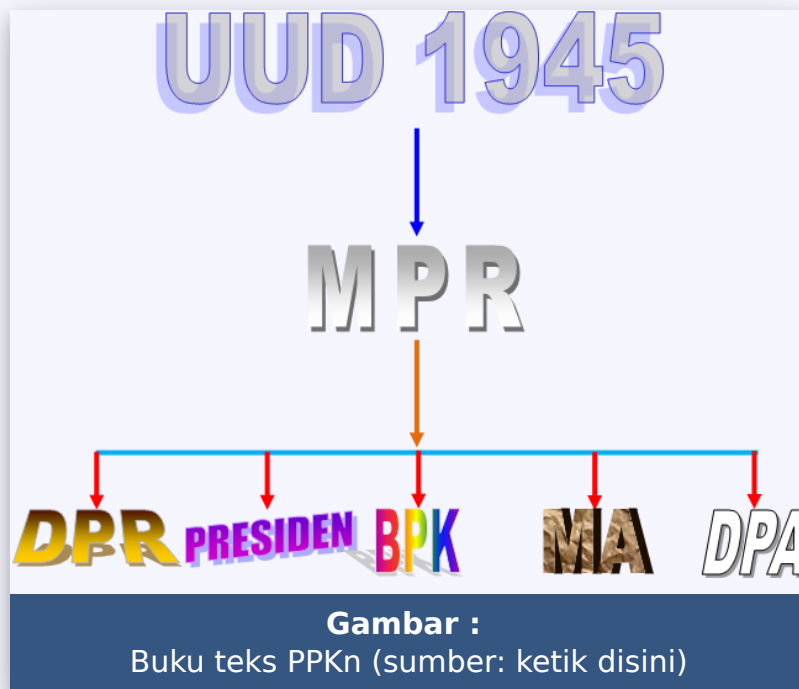 UUD 1945
MPR
DPR PRESIDEN BPK MA DPA
Gambar :
Buku teks PPKn (sumber: ketik disini)